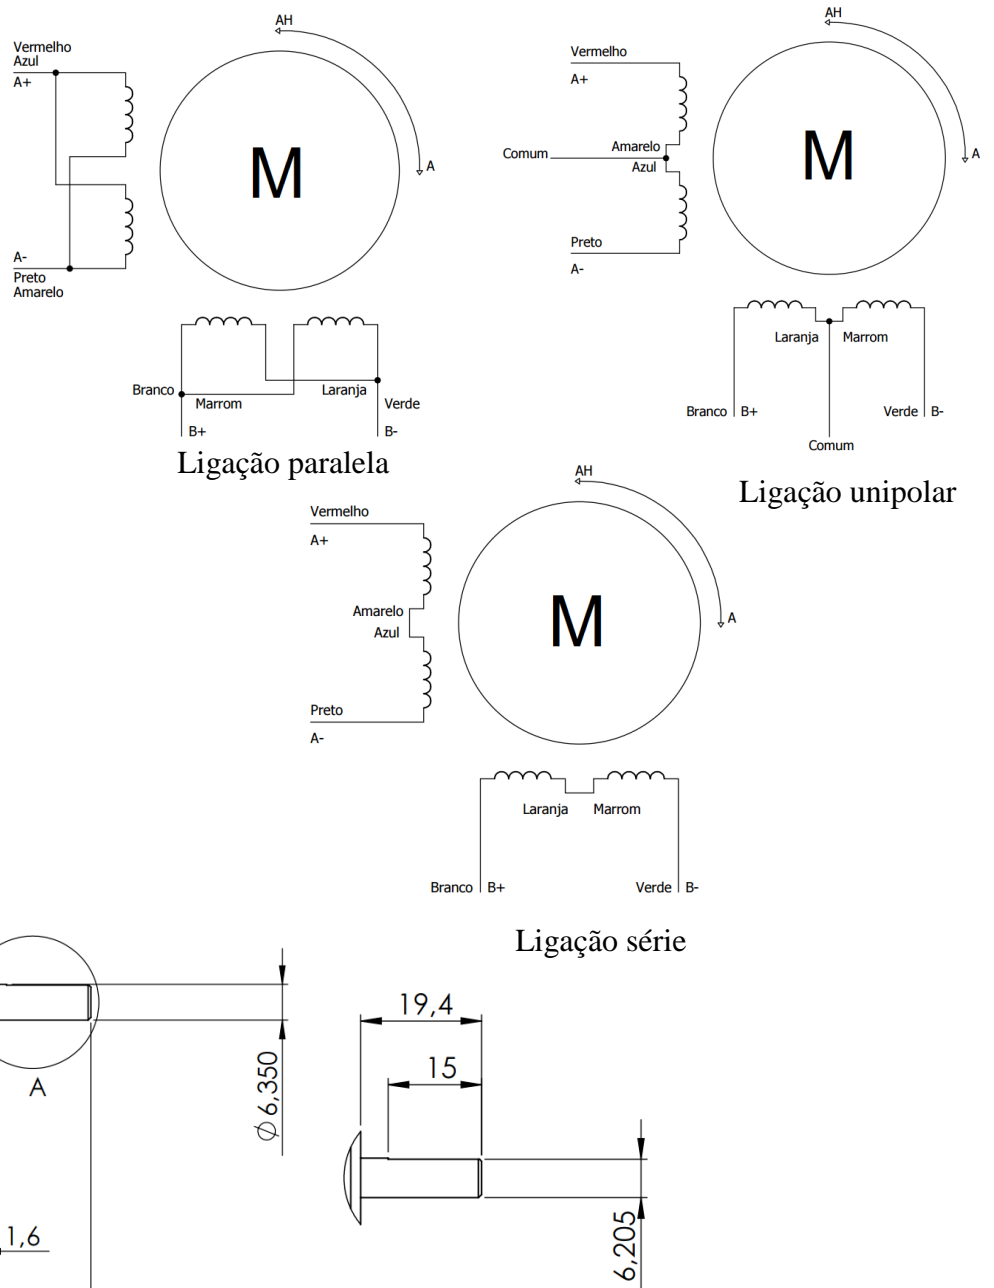 AH
Vermelho
Azul
A+
M
A
A-
Preto
Amarelo
Branco
Marrom
Laranja
Verde
B+
B-
Ligação paralela
AH
Vermelho
A+
Comum
Amarelo
Azul
M
A
Preto
A-
Laranja
Marrom
Branco
B+
Verde
B-
Comum
Ligação unipolar
AH
Vermelho
A+
Amarelo
Azul
M
A
Preto
A-
Laranja
Marrom
Branco
B+
Verde
B-
Ligação série
A
∅ 6,350
1,6
19,4
15
6,205